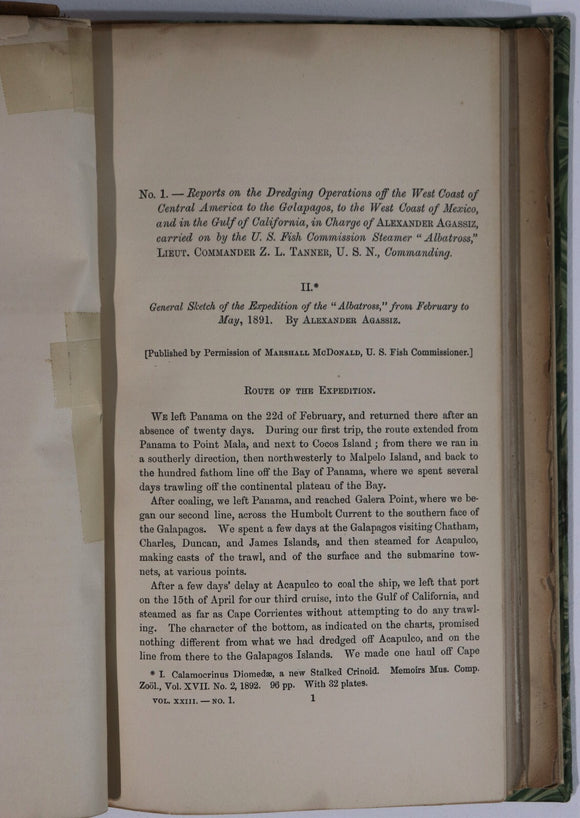 No. 1. — Reports on the Dredging Operations off the West Coast of
Central America to the Galapagos, to the West Coast of Mexico,
and in the Gulf of California, in Charge of ALEXANDER AGASSIZ,
carried on by the U. S. Fish Commission Steamer "Albatross,"
LIEUT. COMMANDER Z. L. TANNER, U. S. N., Commanding.
II.*
General Sketch of the Expedition of the "Albatross," from February to
May, 1891. By ALEXANDER AGASSIZ.
[Published by Permission of MARSHALL MCDONALD, U. S. Fish Commissioner.]
ROUTE OF THE EXPEDITION.
WE left Panama on the 22d of February, and returned there after an
absence of twenty days. During our first trip, the route extended from
Panama to Point Mala, and next to Cocos Island; from there we ran in
a southerly direction, then northwesterly to Malpelo Island, and back to
the hundred fathom line off the Bay of Panama, where we spent several
days trawling off the continental plateau of the Bay.
After coaling, we left Panama, and reached Galera Point, where we be-
gan our second line, across the Humbolt Current to the southern face of
the Galapagos. We spent a few days at the Galapagos visiting Chatham,
Charles, Duncan, and James Islands, and then steamed for Acapulco,
making casts of the trawl, and of the surface and the submarine tow-
nets, at various points.
After a few days' delay at Acapulco to coal the ship, we left that port
on the 15th of April for our third cruise, into the Gulf of California, and
steamed as far as Cape Corrientes without attempting to do any trawl-
ing. The character of the bottom, as indicated on the charts, promised
nothing different from what we had dredged off Acapulco, and on the
line from there to the Galapagos Islands. We made one haul off Cape
* I. Calamocrinus Diomedæ, a new Stalked Crinoid. Memoirs Mus. Comp.
Zoöl., Vol. XVII. No. 2, 1892. 96 pp. With 32 plates.
VOL. XXIII. — NO. 1. 1